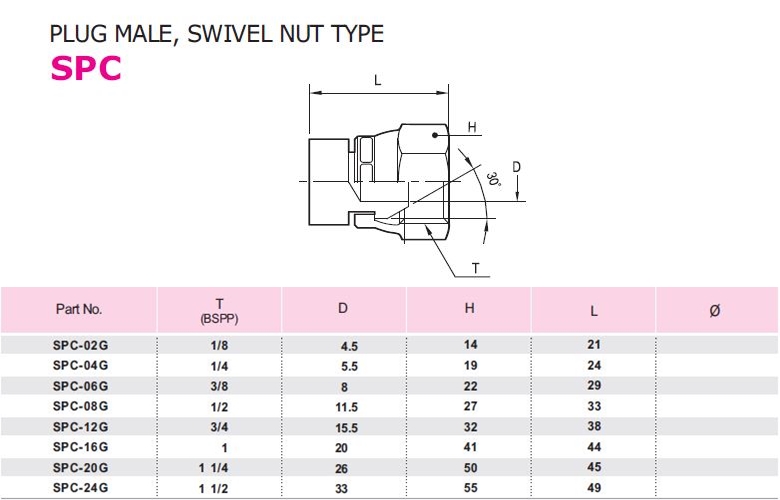 PLUG MALE, SWIVEL NUT TYPE
SPC
L
H
D
30°
T
Part No. T (BSPP) D H L Ø
SPC-02G 1/8 4.5 14 21
SPC-04G 1/4 5.5 19 24
SPC-06G 3/8 8 22 29
SPC-08G 1/2 11.5 27 33
SPC-12G 3/4 15.5 32 38
SPC-16G 1 20 41 44
SPC-20G 1 1/4 26 50 45
SPC-24G 1 1/2 33 55 49